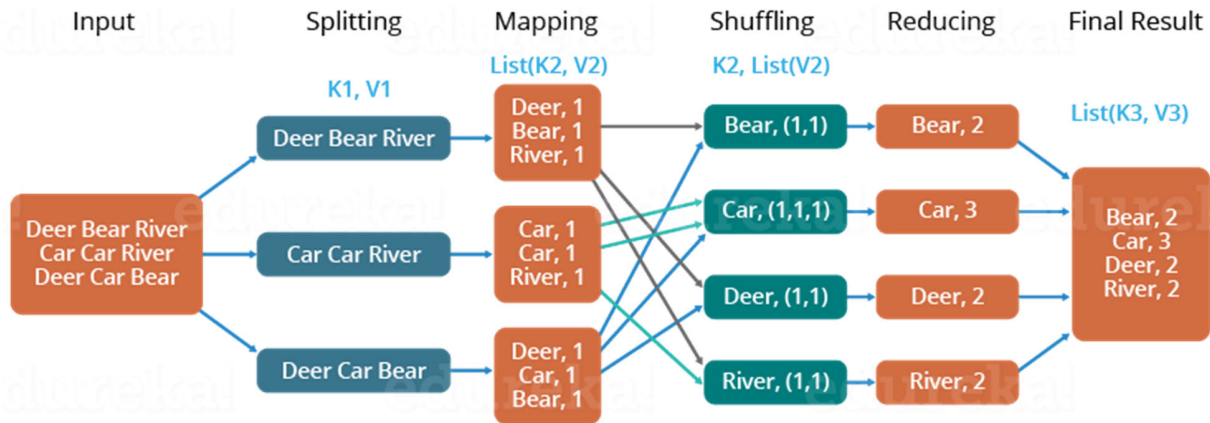 Input
Splitting
Mapping
Shuffling
Reducing
Final Result
K1, V1
List(K2, V2)
K2, List(V2)
List(K3, V3)
Deer Bear River
Car Car River
Deer Car Bear
Deer Bear River
Car Car River
Deer Car Bear
Deer, 1
Bear, 1
River, 1
Car, 1
Car, 1
River, 1
Deer, 1
Car, 1
Bear, 1
Bear, (1,1)
Car, (1,1,1)
Deer, (1,1)
River, (1,1)
Bear, 2
Car, 3
Deer, 2
River, 2
Bear, 2
Car, 3
Deer, 2
River, 2
edureka!